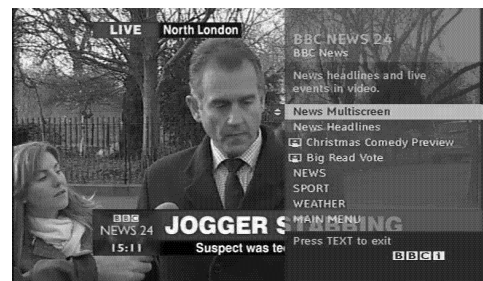 LIVE North London
BBC NEWS 24
BBC News
News headlines and live
events in video.
News Multiscreen
News Headlines
Christmas Comedy Preview
Big Read Vote
NEWS
SPORT
WEATHER
MAIN MENU
Press TEXT to exit
BBCi
BBC
NEWS 24
15:11
JOGGER STABBING
Suspect was